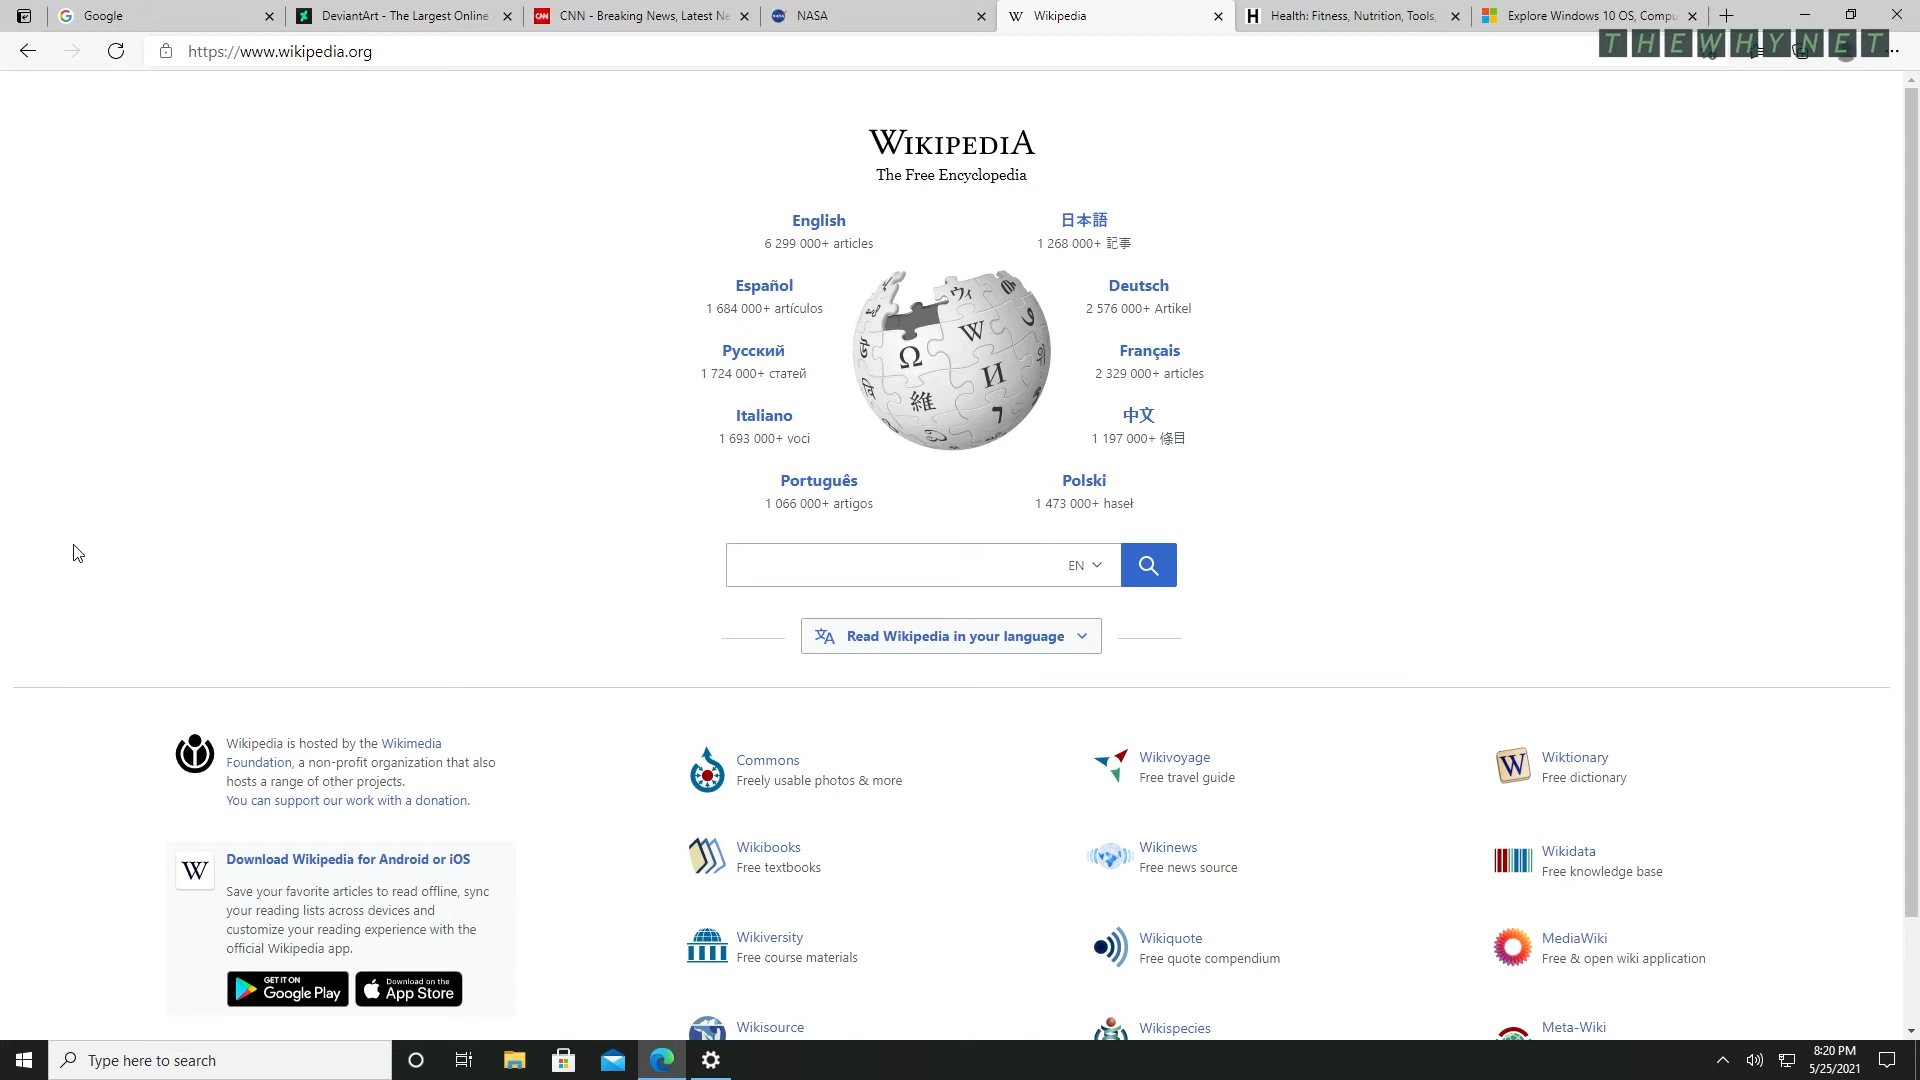 Google
DeviantArt - The Largest Online
CNN - Breaking News, Latest Ne
NASA
Wikipedia
Health: Fitness, Nutrition, Tools,
Explore Windows 10 OS, Compu
https://www.wikipedia.org
THEWHYNET
WIKIPEDIA
The Free Encyclopedia
English
6 299 000+ articles
日本語
1 268 000+ 記事
Español
1 684 000+ artículos
Deutsch
2 576 000+ Artikel
Русский
1 724 000+ статей
Français
2 329 000+ articles
Italiano
1 693 000+ voci
中文
1 197 000+ 條目
Português
1 066 000+ artigos
Polski
1 473 000+ haseł
Ω
W
И
維
EN
Read Wikipedia in your language
Wikipedia is hosted by the Wikimedia
Foundation, a non-profit organization that also
hosts a range of other projects.
You can support our work with a donation.
W
Download Wikipedia for Android or iOS
Save your favorite articles to read offline, sync
your reading lists across devices and
customize your reading experience with the
official Wikipedia app.
GET IT ON
Google Play
Download on the
App Store
Commons
Freely usable photos & more
Wikivoyage
Free travel guide
W
Wiktionary
Free dictionary
Wikibooks
Free textbooks
Wikinews
Free news source
Wikidata
Free knowledge base
Wikiversity
Free course materials
Wikiquote
Free quote compendium
MediaWiki
Free & open wiki application
Wikisource
Wikispecies
Meta-Wiki
Type here to search
8:20 PM
5/25/2021